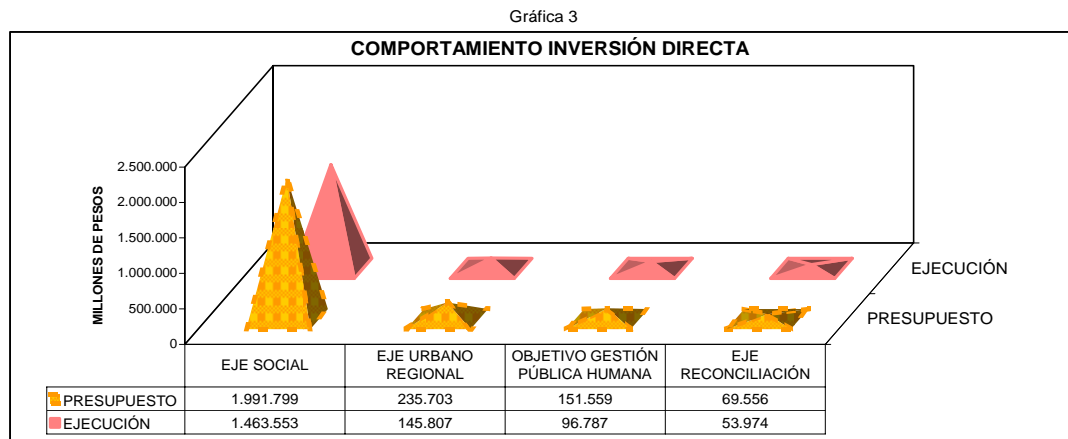 Gráfica 3
COMPORTAMIENTO INVERSIÓN DIRECTA
MILLONES DE PESOS
2.500.000
2.000.000
1.500.000
1.000.000
500.000
0
EJECUCIÓN
PRESUPUESTO
EJE SOCIAL
EJE URBANO
REGIONAL
OBJETIVO GESTIÓN
PÚBLICA HUMANA
EJE
RECONCILIACIÓN
PRESUPUESTO 1.991.799 235.703 151.559 69.556
EJECUCIÓN 1.463.553 145.807 96.787 53.974